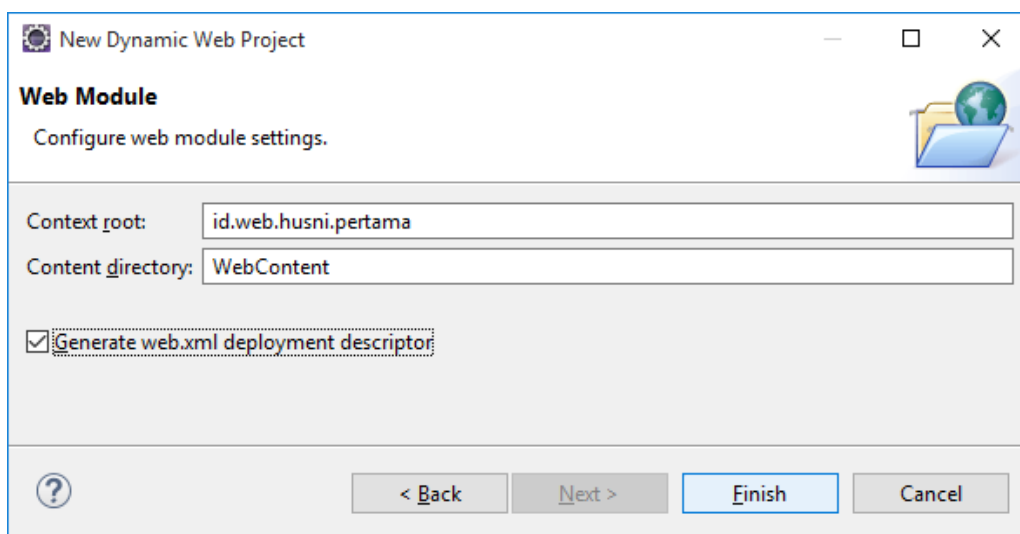 New Dynamic Web Project
Web Module
Configure web module settings.
Context root: id.web.husni.pertama
Content directory: WebContent
Generate web.xml deployment descriptor
? < Back Next > Finish Cancel